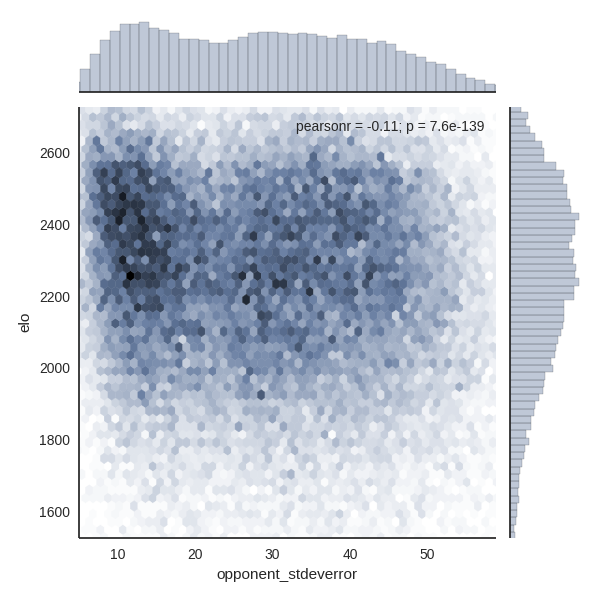 pearsonr = -0.11; p = 7.6e-139
2600
2400
2200
2000
1800
1600
elo
10 20 30 40 50
opponent_stdeverror